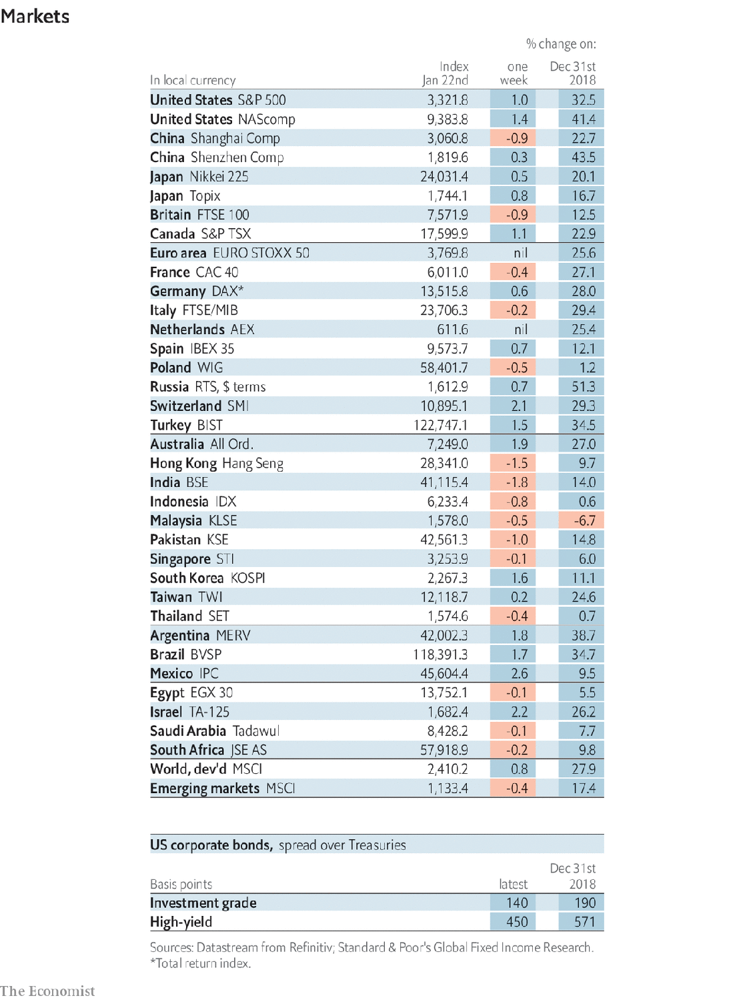 Markets
% change on:
Index one Dec 31st
In local currency Jan 22nd week 2018
United States S&P 500 3,321.8 1.0 32.5
United States NAScomp 9,383.8 1.4 41.4
China Shanghai Comp 3,060.8 -0.9 22.7
China Shenzhen Comp 1,819.6 0.3 43.5
Japan Nikkei 225 24,031.4 0.5 20.1
Japan Topix 1,744.1 0.8 16.7
Britain FTSE 100 7,571.9 -0.9 12.5
Canada S&P TSX 17,599.9 1.1 22.9
Euro area EURO STOXX 50 3,769.8 nil 25.6
France CAC 40 6,011.0 -0.4 27.1
Germany DAX* 13,515.8 0.6 28.0
Italy FTSE/MIB 23,706.3 -0.2 29.4
Netherlands AEX 611.6 nil 25.4
Spain IBEX 35 9,573.7 0.7 12.1
Poland WIG 58,401.7 -0.5 1.2
Russia RTS, $ terms 1,612.9 0.7 51.3
Switzerland SMI 10,895.1 2.1 29.3
Turkey BIST 122,747.1 1.5 34.5
Australia All Ord. 7,249.0 1.9 27.0
Hong Kong Hang Seng 28,341.0 -1.5 9.7
India BSE 41,115.4 -1.8 14.0
Indonesia IDX 6,233.4 -0.8 0.6
Malaysia KLSE 1,578.0 -0.5 -6.7
Pakistan KSE 42,561.3 -1.0 14.8
Singapore STI 3,253.9 -0.1 6.0
South Korea KOSPI 2,267.3 1.6 11.1
Taiwan TWI 12,118.7 0.2 24.6
Thailand SET 1,574.6 -0.4 0.7
Argentina MERV 42,002.3 1.8 38.7
Brazil BVSP 118,391.3 1.7 34.7
Mexico IPC 45,604.4 2.6 9.5
Egypt EGX 30 13,752.1 -0.1 5.5
Israel TA-125 1,682.4 2.2 26.2
Saudi Arabia Tadawul 8,428.2 -0.1 7.7
South Africa JSE AS 57,918.9 -0.2 9.8
World, dev'd MSCI 2,410.2 0.8 27.9
Emerging markets MSCI 1,133.4 -0.4 17.4
US corporate bonds, spread over Treasuries
Dec 31st
Basis points latest 2018
Investment grade 140 190
High-yield 450 571
Sources: Datastream from Refinitiv; Standard & Poor's Global Fixed Income Research.
*Total return index.
The Economist